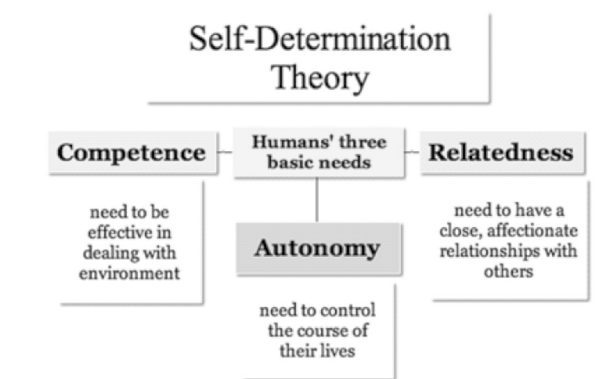 Self-Determination
Theory
Humans' three
basic needs
Competence
need to be
effective in
dealing with
environment
Autonomy
need to control
the course of
their lives
Relatedness
need to have a
close, affectionate
relationships with
others